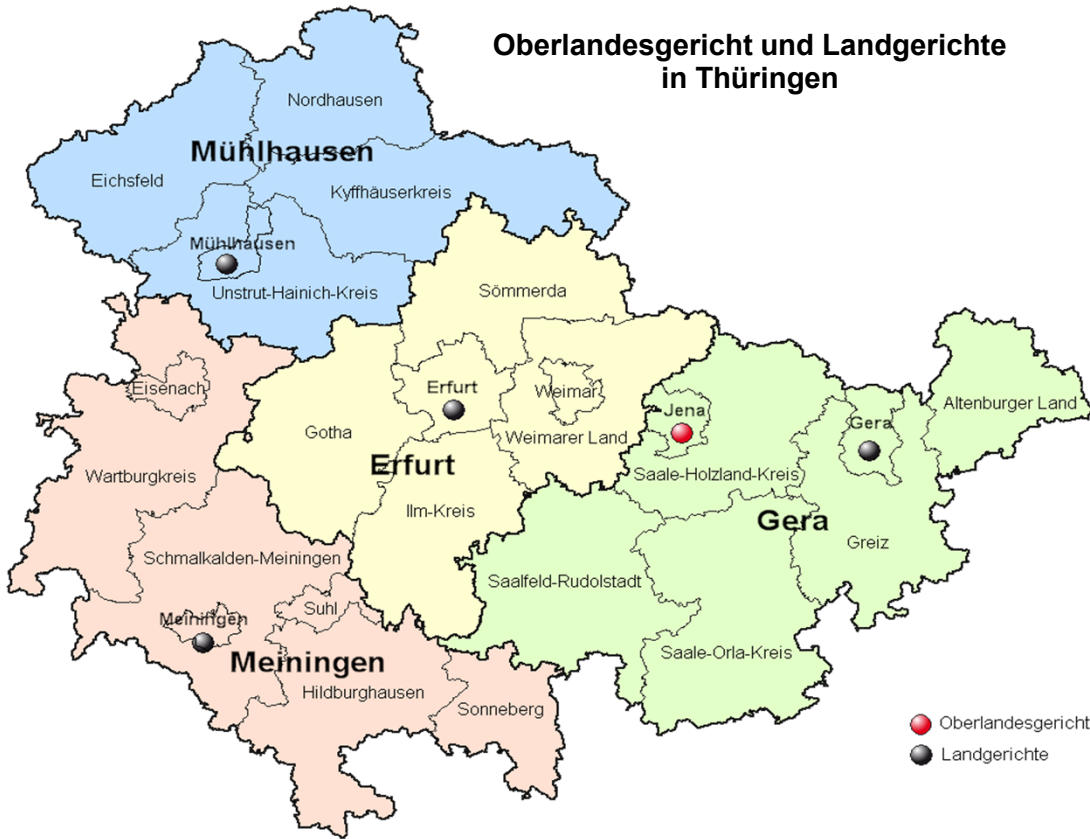 Oberlandesgericht und Landgerichte
in Thüringen
Nordhausen
Mühlhausen
Eichsfeld
Kyffhäuserkreis
Mühlhausen
Unstrut-Hainich-Kreis
Sömmerda
Eisenach
Erfurt
Weimar
Jena
Altenburger Land
Gera
Gotha
Weimarer Land
Erfurt
Wartburgkreis
Saale-Holzland-Kreis
Ilm-Kreis
Gera
Greiz
Schmalkalden-Meiningen
Saalfeld-Rudolstadt
Suhl
Meiningen
Saale-Orla-Kreis
Meiningen
Hildburghausen
Sonneberg
Oberlandesgericht
Landgerichte